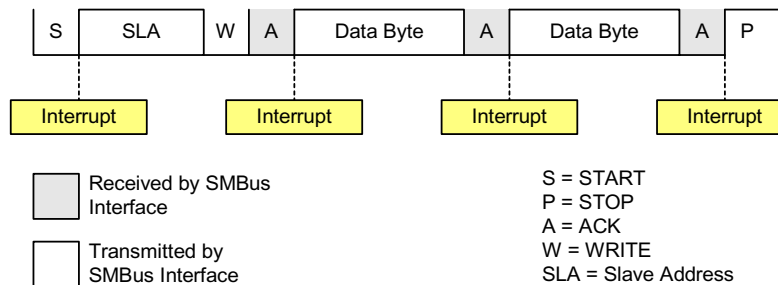 S SLA W A Data Byte A Data Byte A P
Interrupt Interrupt Interrupt Interrupt
Received by SMBus
Interface
Transmitted by
SMBus Interface
S = START
P = STOP
A = ACK
W = WRITE
SLA = Slave Address